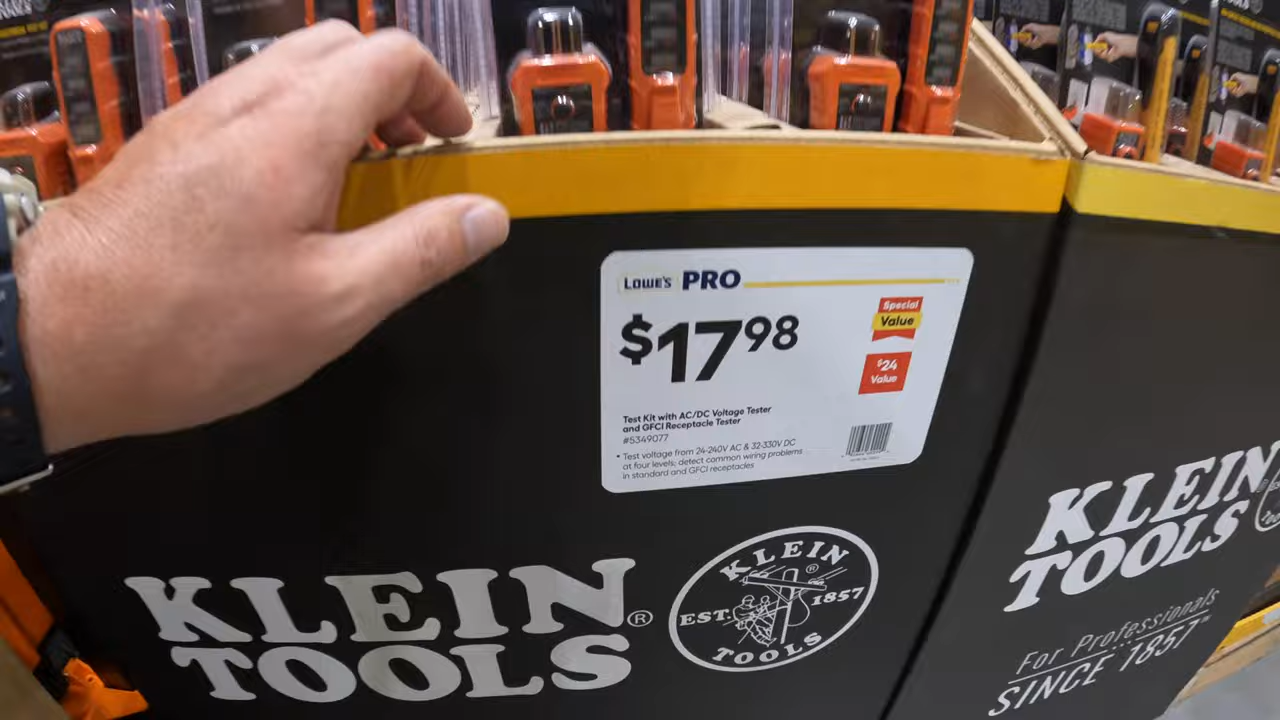 LOWE'S PRO
$17 98
Special
Value
$24
Value
Test Kit with AC/DC Voltage Tester
and GFCI Receptacle Tester
#5349077
• Test voltage from 24-240V AC & 32-330V DC
at four levels; detect common wiring problems
in standard and GFCI receptacles
KLEIN
TOOLS®
KLEIN
®
EST. 1857
TOOLS
KLEIN
TOOLS
For Professionals
SINCE 1857™